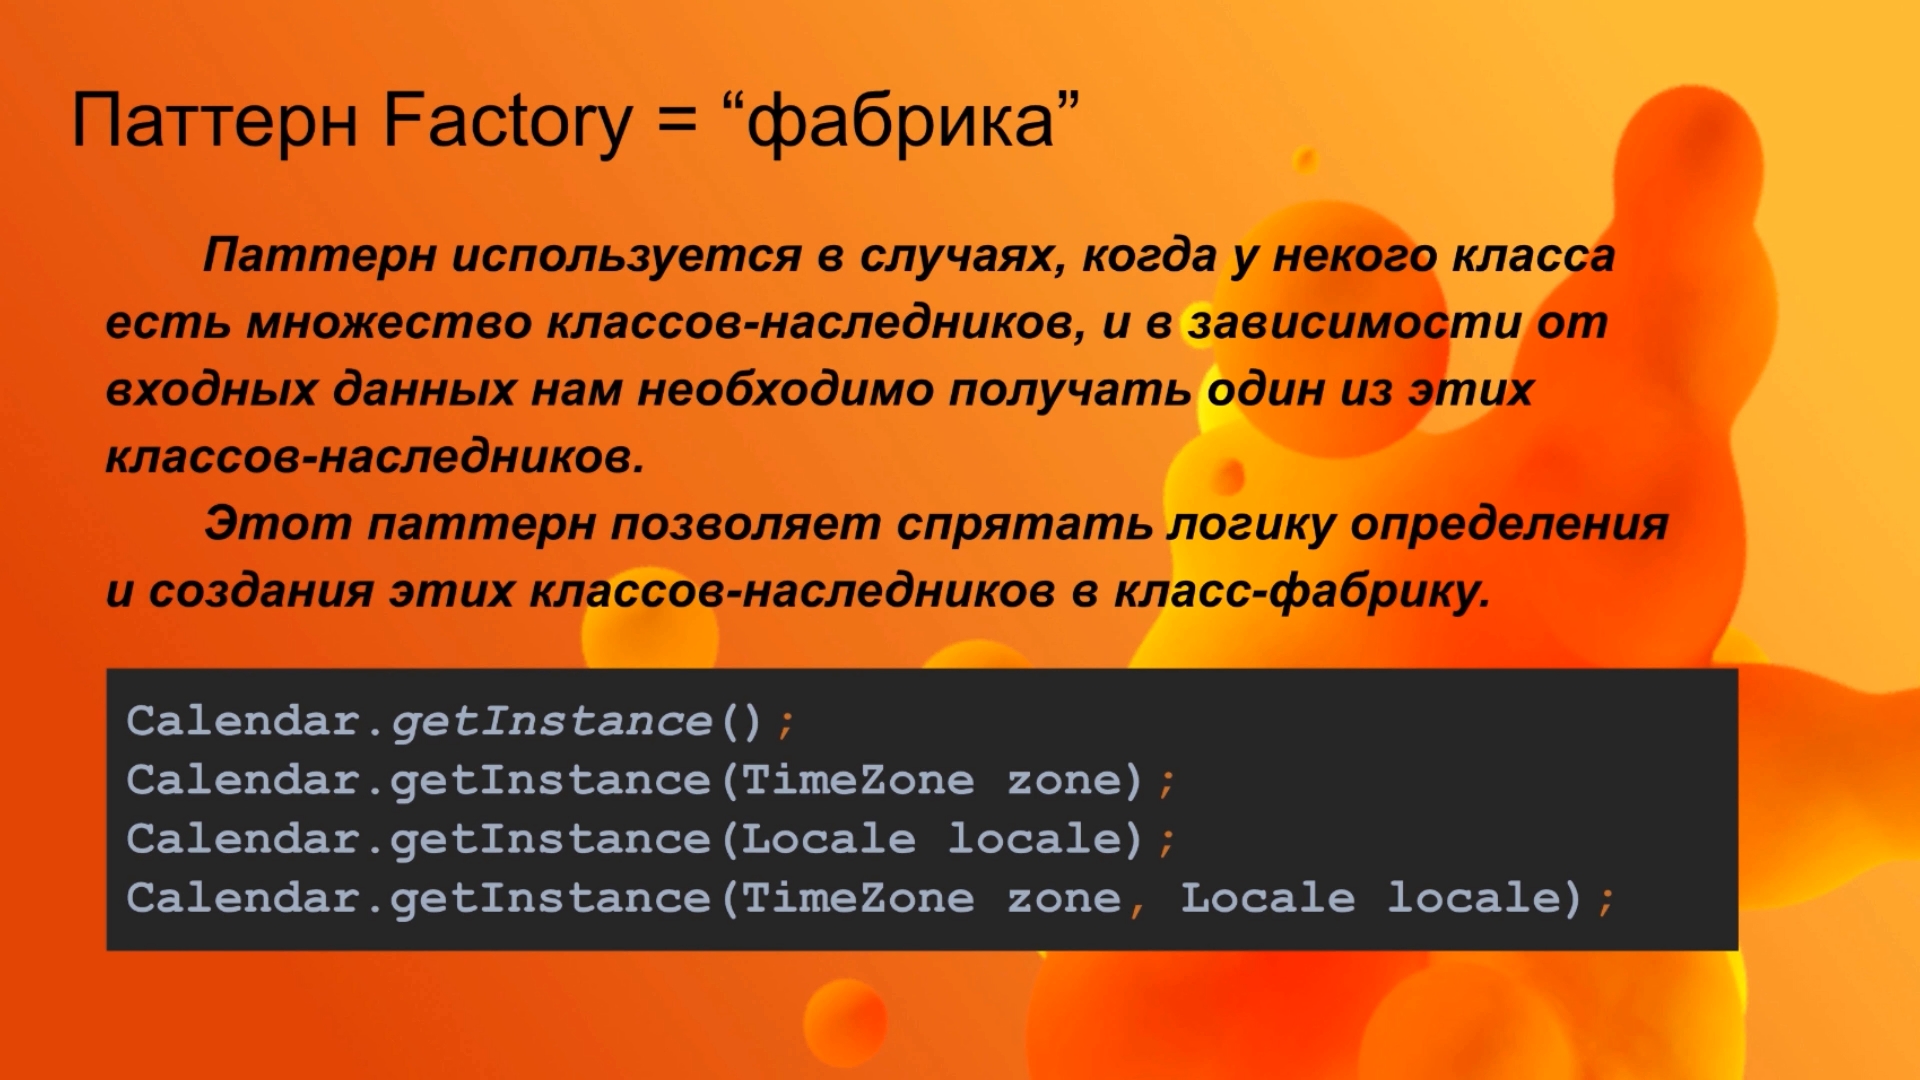 Паттерн Factory = “фабрика”
Паттерн используется в случаях, когда у некого класса
есть множество классов-наследников, и в зависимости от
входных данных нам необходимо получать один из этих
классов-наследников.
Этот паттерн позволяет спрятать логику определения
и создания этих классов-наследников в класс-фабрику.
Calendar.getInstance();
Calendar.getInstance(TimeZone zone);
Calendar.getInstance(Locale locale);
Calendar.getInstance(TimeZone zone, Locale locale);